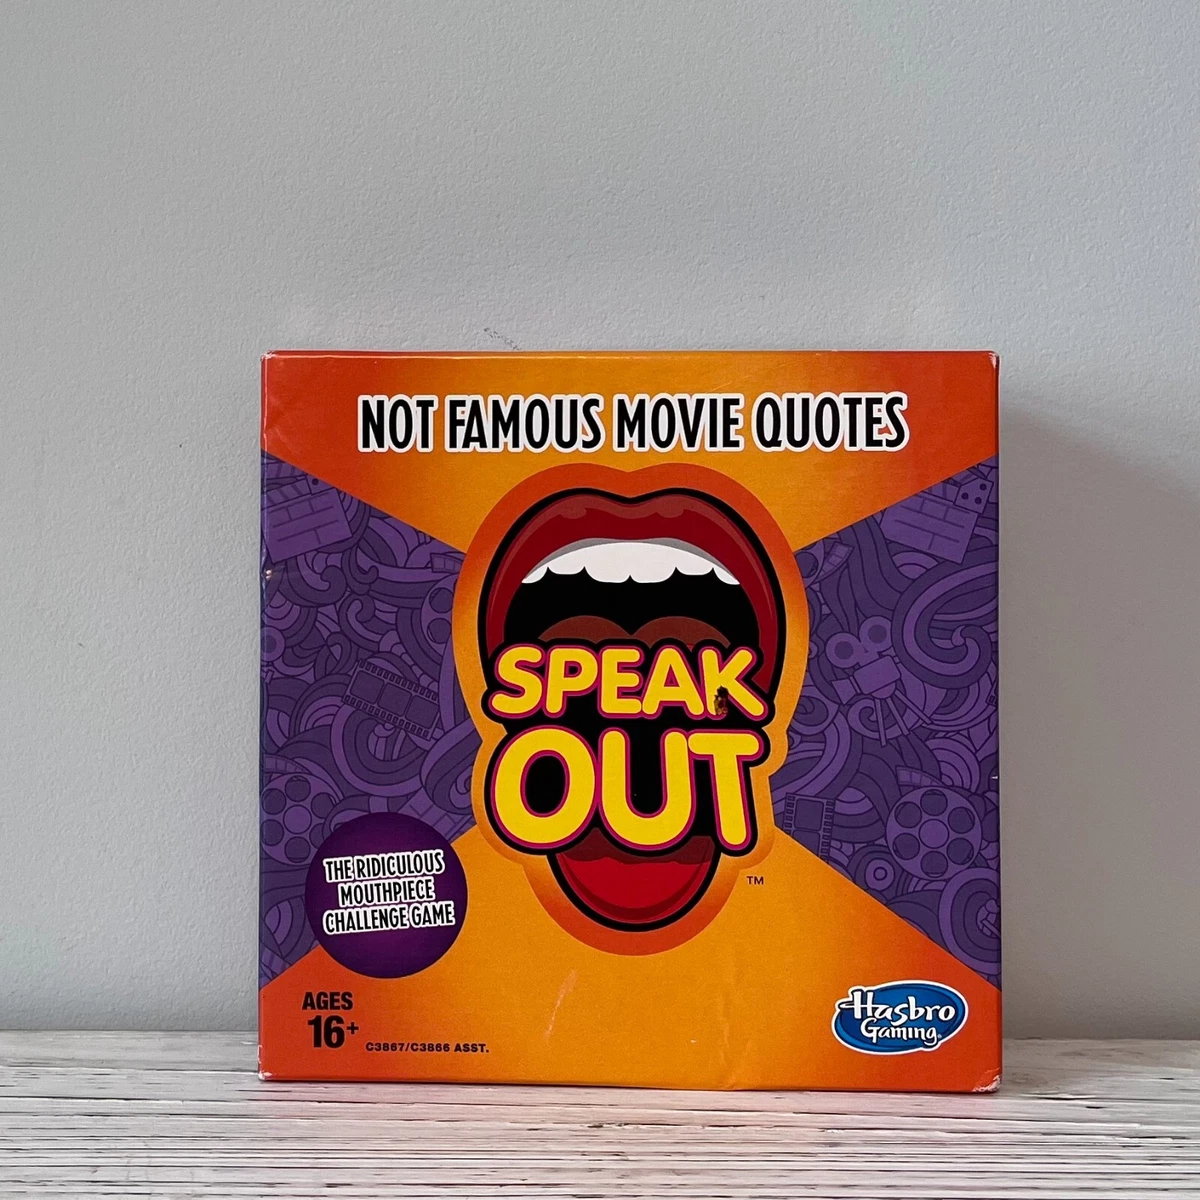 NOT FAMOUS MOVIE QUOTES
SPEAK
OUT
TM
THE RIDICULOUS
MOUTHPIECE
CHALLENGE GAME
AGES
16+
C3867/C3866 ASST.
Hasbro
Gaming